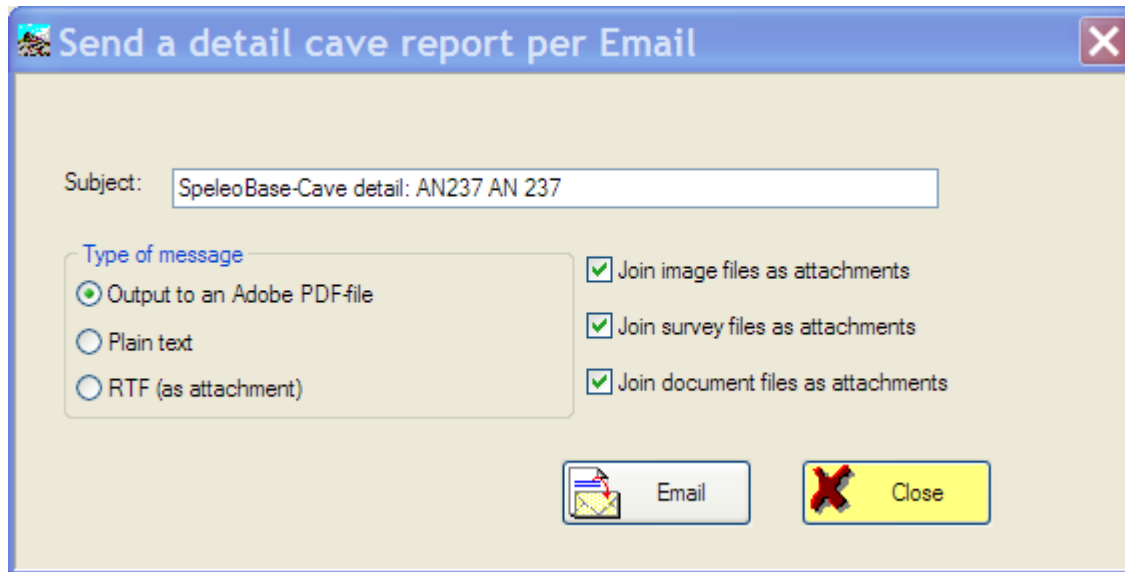 Send a detail cave report per Email
Subject: SpeleoBase-Cave detail: AN237 AN 237
Type of message
Output to an Adobe PDF-file
Plain text
RTF (as attachment)
Join image files as attachments
Join survey files as attachments
Join document files as attachments
Email
Close